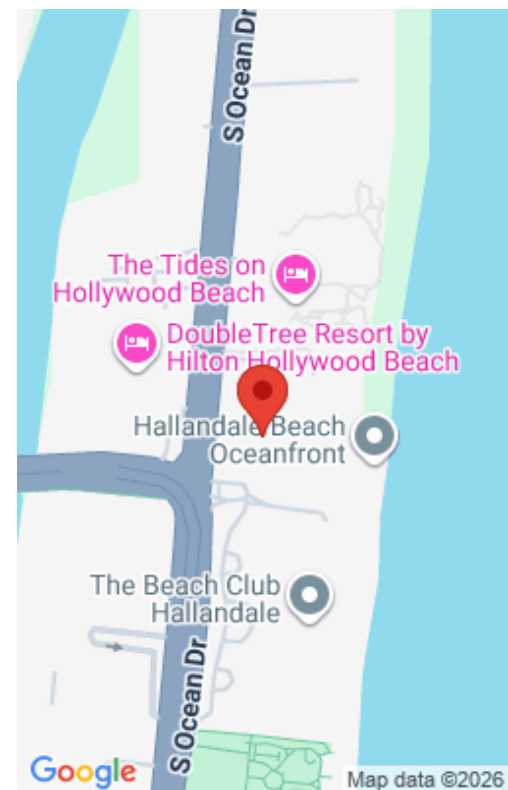 S Ocean Dr
The Tides on
Hollywood Beach
DoubleTree Resort by
Hilton Hollywood Beach
Hallandale Beach
Oceanfront
The Beach Club
Hallandale
S Ocean Dr
Google
Map data ©2026